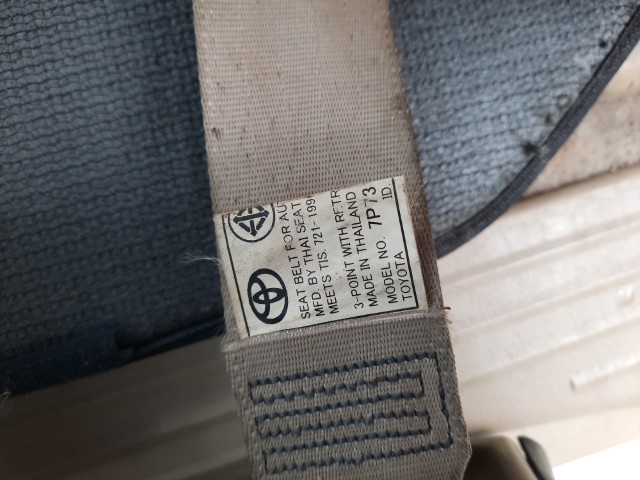 SEAT BELT FOR AU
MFD. BY THAI SEAT
MEETS TIS. 721-199
3-POINT WITH RETR
MADE IN THAILAND
MODEL NO. 7P73
TOYOTA ID.